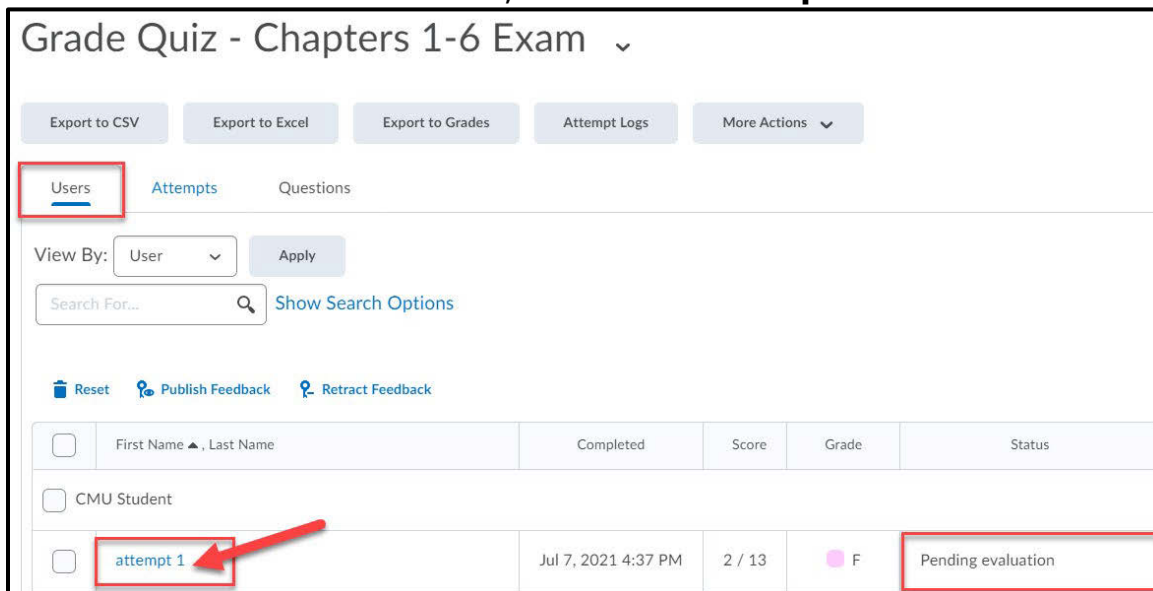 Grade Quiz - Chapters 1-6 Exam
Export to CSV Export to Excel Export to Grades Attempt Logs More Actions
Users Attempts Questions
View By: User Apply
Search For... Show Search Options
Reset Publish Feedback Retract Feedback
First Name ▲ , Last Name Completed Score Grade Status
CMU Student
attempt 1 Jul 7, 2021 4:37 PM 2 / 13 F Pending evaluation